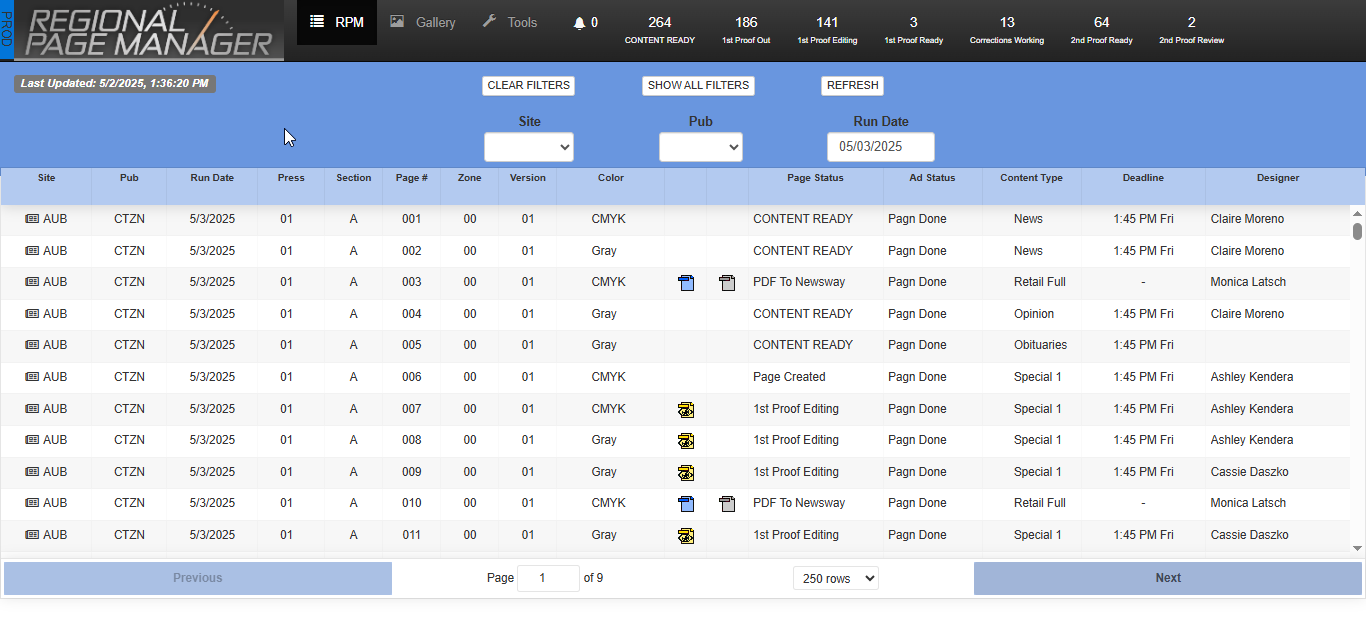 PROD
REGIONAL
PAGE MANAGER
RPM Gallery Tools 0
264 186 141 3 13 64 2
CONTENT READY 1st Proof Out 1st Proof Editing 1st Proof Ready Corrections Working 2nd Proof Ready 2nd Proof Review
Last Updated: 5/2/2025, 1:36:20 PM
CLEAR FILTERS SHOW ALL FILTERS REFRESH
Site Pub Run Date
05/03/2025
Site Pub Run Date Press Section Page # Zone Version Color Page Status Ad Status Content Type Deadline Designer
AUB CTZN 5/3/2025 01 A 001 00 01 CMYK CONTENT READY Pagn Done News 1:45 PM Fri Claire Moreno
AUB CTZN 5/3/2025 01 A 002 00 01 Gray CONTENT READY Pagn Done News 1:45 PM Fri Claire Moreno
AUB CTZN 5/3/2025 01 A 003 00 01 CMYK PDF To Newsway Pagn Done Retail Full - Monica Latsch
AUB CTZN 5/3/2025 01 A 004 00 01 Gray CONTENT READY Pagn Done Opinion 1:45 PM Fri Claire Moreno
AUB CTZN 5/3/2025 01 A 005 00 01 Gray CONTENT READY Pagn Done Obituaries 1:45 PM Fri
AUB CTZN 5/3/2025 01 A 006 00 01 CMYK Page Created Pagn Done Special 1 1:45 PM Fri Ashley Kendera
AUB CTZN 5/3/2025 01 A 007 00 01 CMYK 1st Proof Editing Pagn Done Special 1 1:45 PM Fri Ashley Kendera
AUB CTZN 5/3/2025 01 A 008 00 01 Gray 1st Proof Editing Pagn Done Special 1 1:45 PM Fri Ashley Kendera
AUB CTZN 5/3/2025 01 A 009 00 01 Gray 1st Proof Editing Pagn Done Special 1 1:45 PM Fri Cassie Daszko
AUB CTZN 5/3/2025 01 A 010 00 01 CMYK PDF To Newsway Pagn Done Retail Full - Monica Latsch
AUB CTZN 5/3/2025 01 A 011 00 01 Gray 1st Proof Editing Pagn Done Special 1 1:45 PM Fri Cassie Daszko
Previous Page 1 of 9 250 rows Next